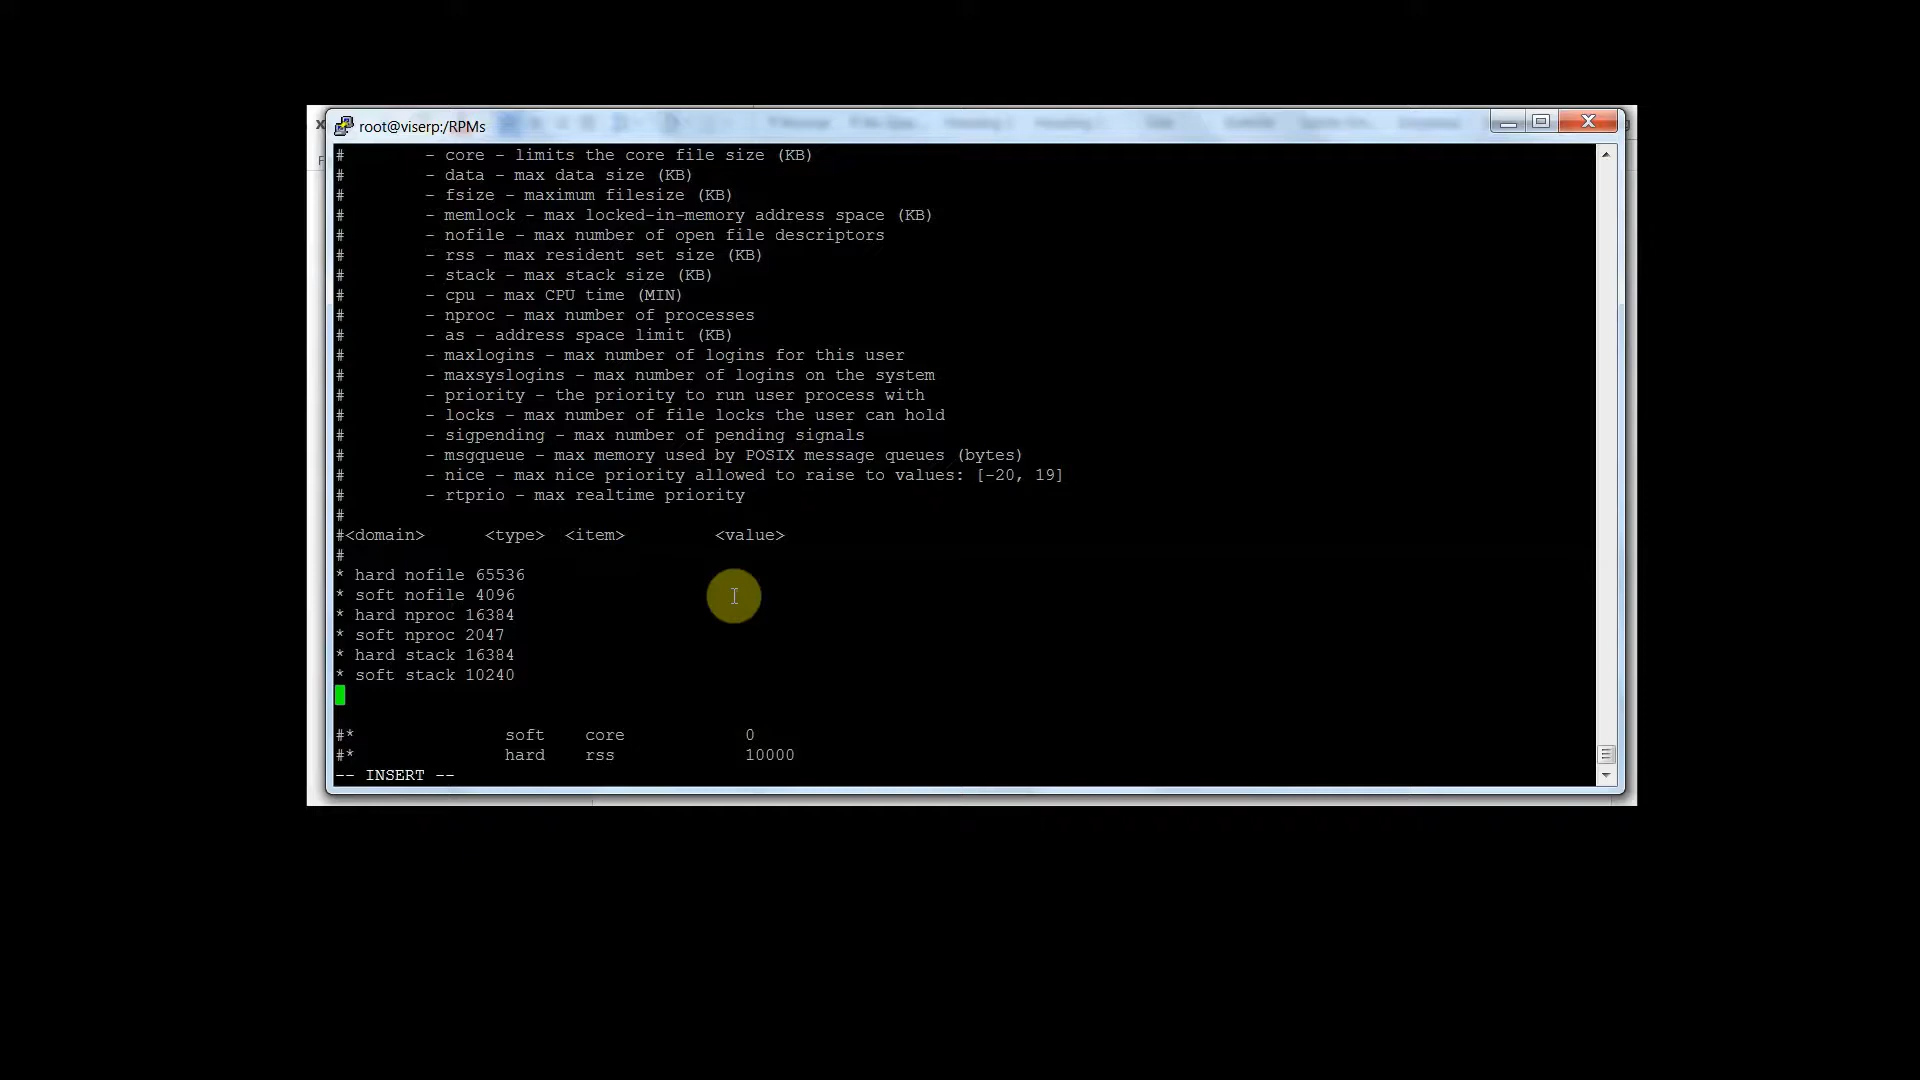 root@viserp:/RPMs
#        - core - limits the core file size (KB)
#        - data - max data size (KB)
#        - fsize - maximum filesize (KB)
#        - memlock - max locked-in-memory address space (KB)
#        - nofile - max number of open file descriptors
#        - rss - max resident set size (KB)
#        - stack - max stack size (KB)
#        - cpu - max CPU time (MIN)
#        - nproc - max number of processes
#        - as - address space limit (KB)
#        - maxlogins - max number of logins for this user
#        - maxsyslogins - max number of logins on the system
#        - priority - the priority to run user process with
#        - locks - max number of file locks the user can hold
#        - sigpending - max number of pending signals
#        - msgqueue - max memory used by POSIX message queues (bytes)
#        - nice - max nice priority allowed to raise to values: [-20, 19]
#        - rtprio - max realtime priority
#
#<domain>      <type>  <item>         <value>
#
* hard nofile 65536
* soft nofile 4096
* hard nproc 16384
* soft nproc 2047
* hard stack 16384
* soft stack 10240
#*               soft    core            0
#*               hard    rss             10000
-- INSERT --